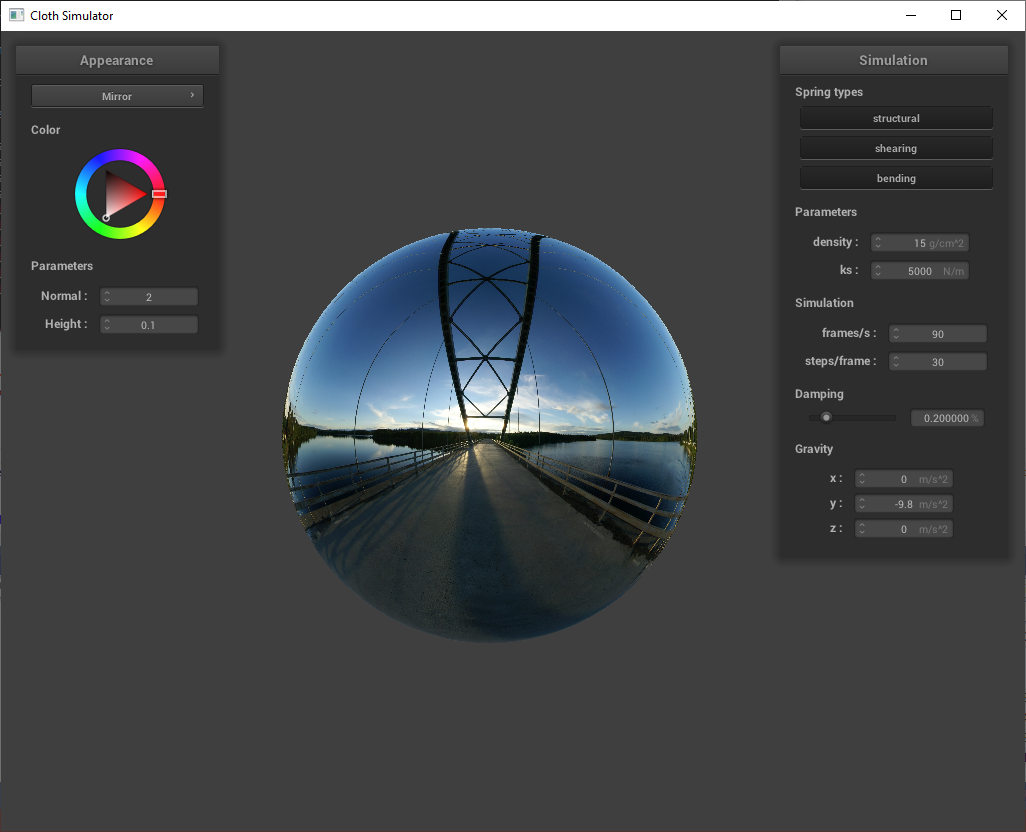 Cloth Simulator
Appearance
Mirror
Color
Parameters
Normal : 2
Height : 0.1
Simulation
Spring types
structural
shearing
bending
Parameters
density : 15 g/cm^2
ks : 5000 N/m
Simulation
frames/s : 90
steps/frame : 30
Damping
0.200000 %
Gravity
x : 0 m/s^2
y : -9.8 m/s^2
z : 0 m/s^2